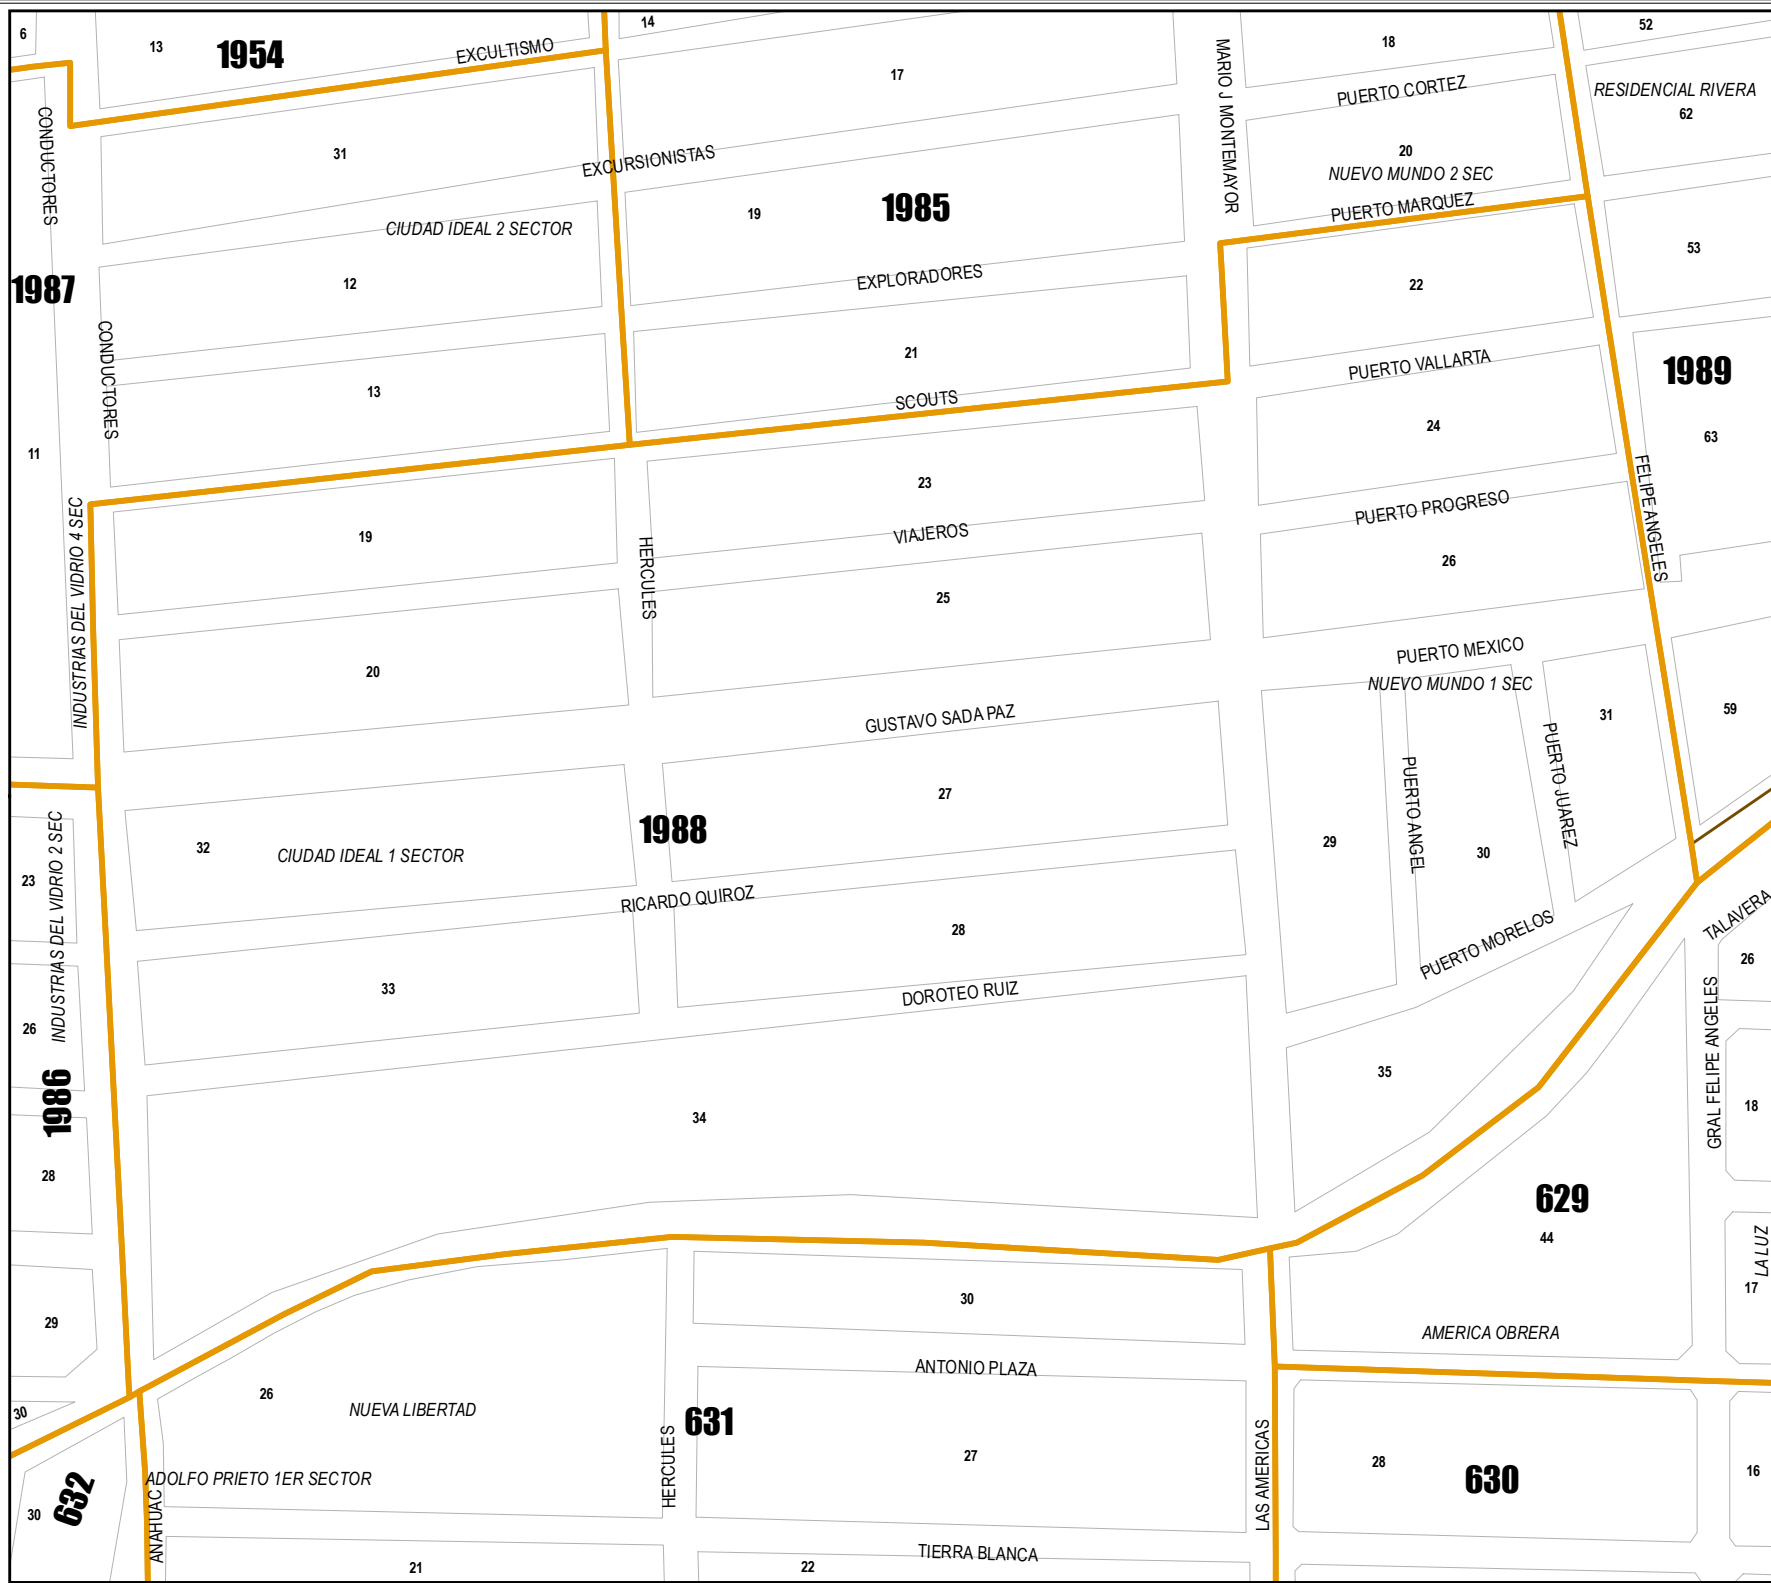 6
13
1954
EXCULTISMO
14
17
MARIO J MONTEMAYOR
18
52
PUERTO CORTEZ
RESIDENCIAL RIVERA
62
CONDUCTORES
31
EXCURSIONISTAS
20
NUEVO MUNDO 2 SEC
PUERTO MARQUEZ
19
1985
CIUDAD IDEAL 2 SECTOR
53
1987
12
EXPLORADORES
22
CONDUCTORES
13
21
SCOUTS
PUERTO VALLARTA
1989
24
63
11
INDUSTRIAS DEL VIDRIO 4 SEC
19
HERCULES
23
VIAJEROS
PUERTO PROGRESO
FELIPE ANGELES
26
25
20
PUERTO MEXICO
NUEVO MUNDO 1 SEC
GUSTAVO SADA PAZ
31
59
PUERTO JUAREZ
PUERTO ANGEL
27
1988
32
CIUDAD IDEAL 1 SECTOR
29
30
INDUSTRIAS DEL VIDRIO 2 SEC
23
RICARDO QUIROZ
28
PUERTO MORELOS
TALAVERA
26
33
DOROTEO RUIZ
GRAL FELIPE ANGELES
26
1986
34
35
18
28
629
44
LA LUZ
17
29
30
AMERICA OBRERA
ANTONIO PLAZA
26
NUEVA LIBERTAD
30
631
HERCULES
27
LAS AMERICAS
28
630
16
632
30
ADOLFO PRIETO 1ER SECTOR
ANAHUAC
TIERRA BLANCA
21
22